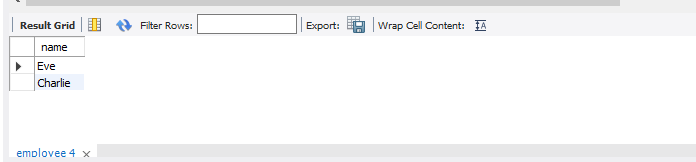 Result Grid Filter Rows: Export: Wrap Cell Content:
name
Eve
Charlie
employee 4